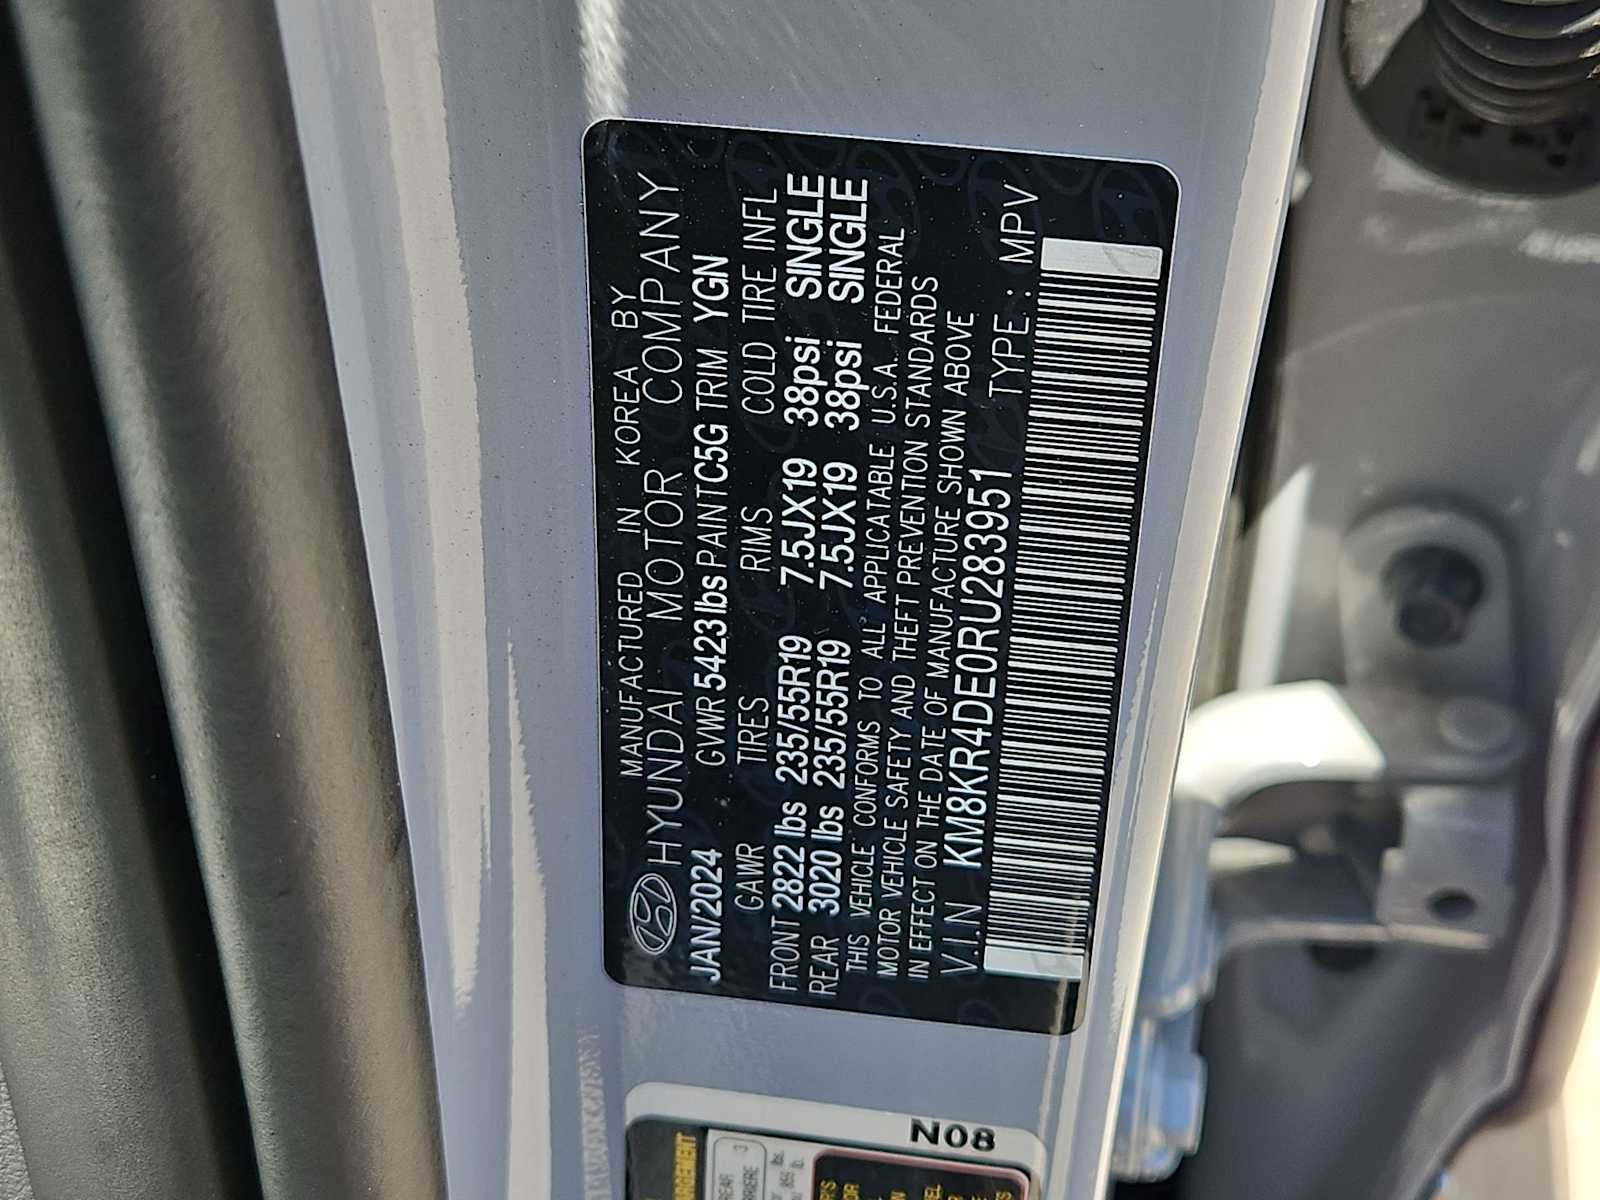 MANUFACTURED IN KOREA BY
HYUNDAI MOTOR COMPANY
JAN/2024 GVWR 5423lbs PAINT C5G TRIM YGN
GAWR TIRES RIMS COLD TIRE INFL
FRONT 2822 lbs 235/55R19 7.5JX19 38psi SINGLE
REAR 3020 lbs 235/55R19 7.5JX19 38psi SINGLE
THIS VEHICLE CONFORMS TO ALL APPLICATABLE U.S.A. FEDERAL
MOTOR VEHICLE SAFETY AND THEFT PREVENTION STANDARDS
IN EFFECT ON THE DATE OF MANUFACTURE SHOWN ABOVE
V.I.N KM8KR4DE0RU283951 TYPE: MPV
N08